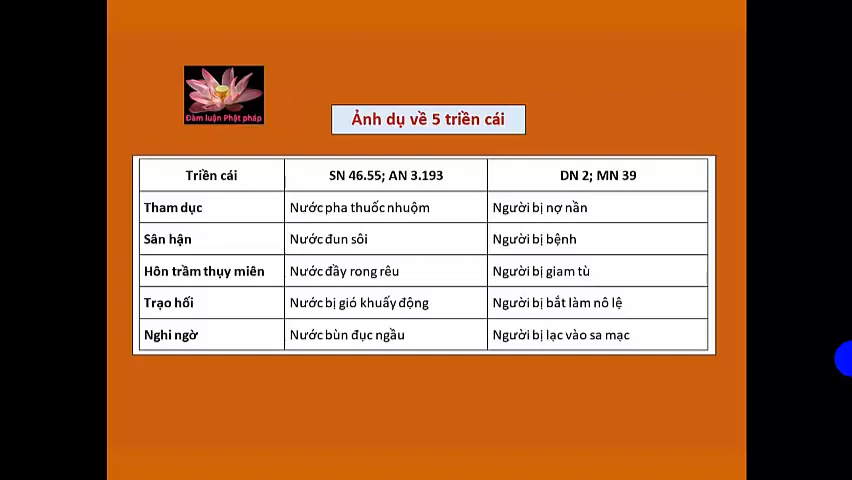 Đàm luận Phật pháp
Ảnh dụ về 5 triền cái
Triền cái SN 46.55; AN 3.193 DN 2; MN 39
Tham dục Nước pha thuốc nhuộm Người bị nợ nần
Sân hận Nước đun sôi Người bị bệnh
Hôn trầm thụy miên Nước đầy rong rêu Người bị giam tù
Trạo hối Nước bị gió khuấy động Người bị bắt làm nô lệ
Nghi ngờ Nước bùn đục ngầu Người bị lạc vào sa mạc